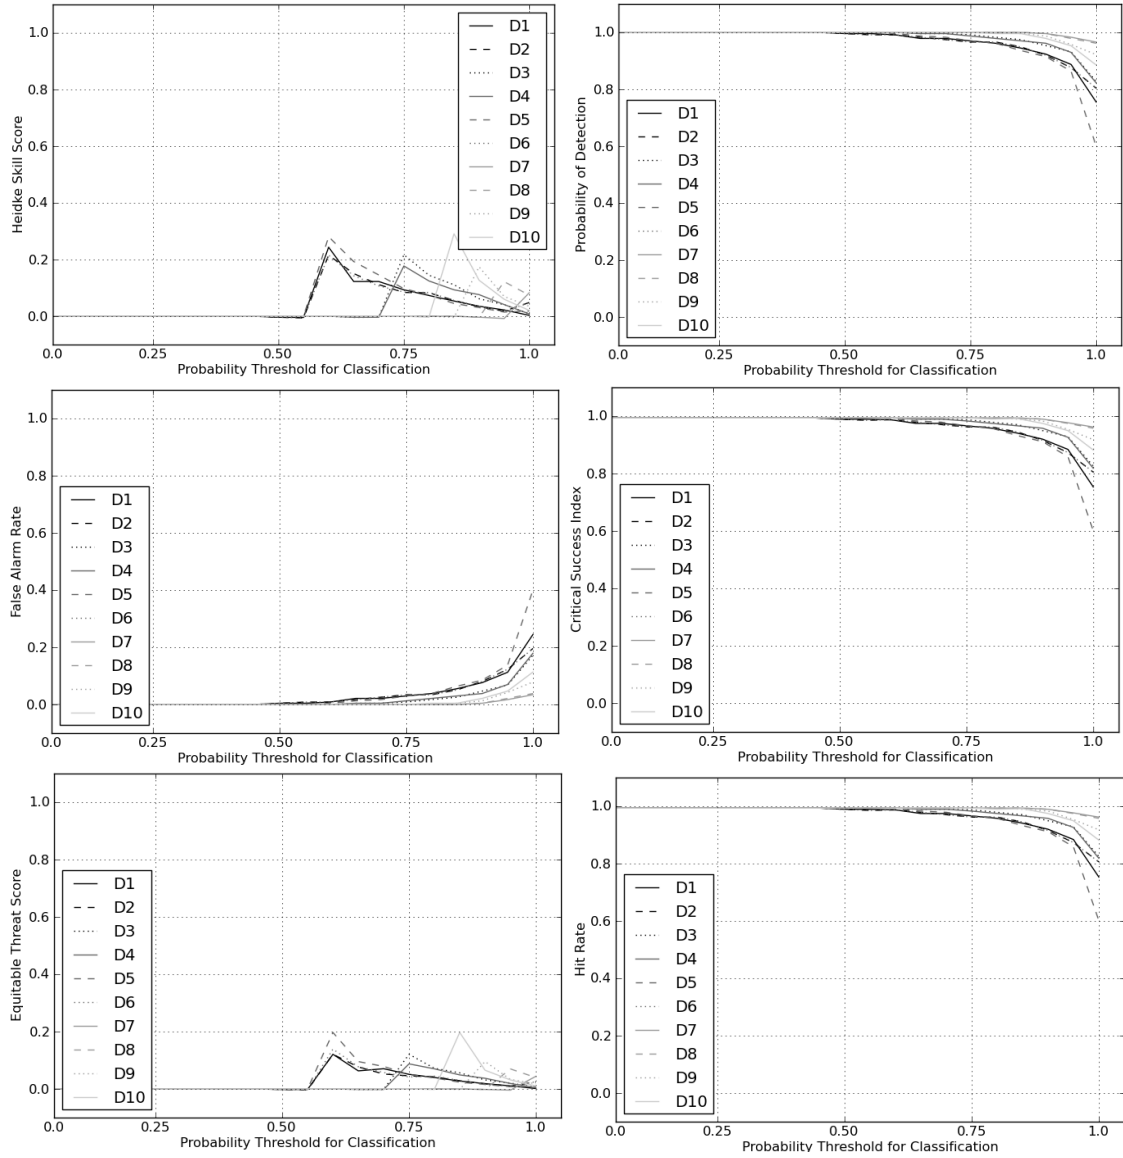 Heidke Skill Score
1.0
0.8
0.6
0.4
0.2
0.0
D1
D2
D3
D4
D5
D6
D7
D8
D9
D10
0.0 0.25 0.50 0.75 1.0
Probability Threshold for Classification
Probability of Detection
1.0
0.8
0.6
0.4
0.2
0.0
D1
D2
D3
D4
D5
D6
D7
D8
D9
D10
0.0 0.25 0.50 0.75 1.0
Probability Threshold for Classification
False Alarm Rate
1.0
0.8
0.6
0.4
0.2
0.0
D1
D2
D3
D4
D5
D6
D7
D8
D9
D10
0.0 0.25 0.50 0.75 1.0
Probability Threshold for Classification
Critical Success Index
1.0
0.8
0.6
0.4
0.2
0.0
D1
D2
D3
D4
D5
D6
D7
D8
D9
D10
0.0 0.25 0.50 0.75 1.0
Probability Threshold for Classification
Equitable Threat Score
1.0
0.8
0.6
0.4
0.2
0.0
D1
D2
D3
D4
D5
D6
D7
D8
D9
D10
0.0 0.25 0.50 0.75 1.0
Probability Threshold for Classification
Hit Rate
1.0
0.8
0.6
0.4
0.2
0.0
D1
D2
D3
D4
D5
D6
D7
D8
D9
D10
0.0 0.25 0.50 0.75 1.0
Probability Threshold for Classification